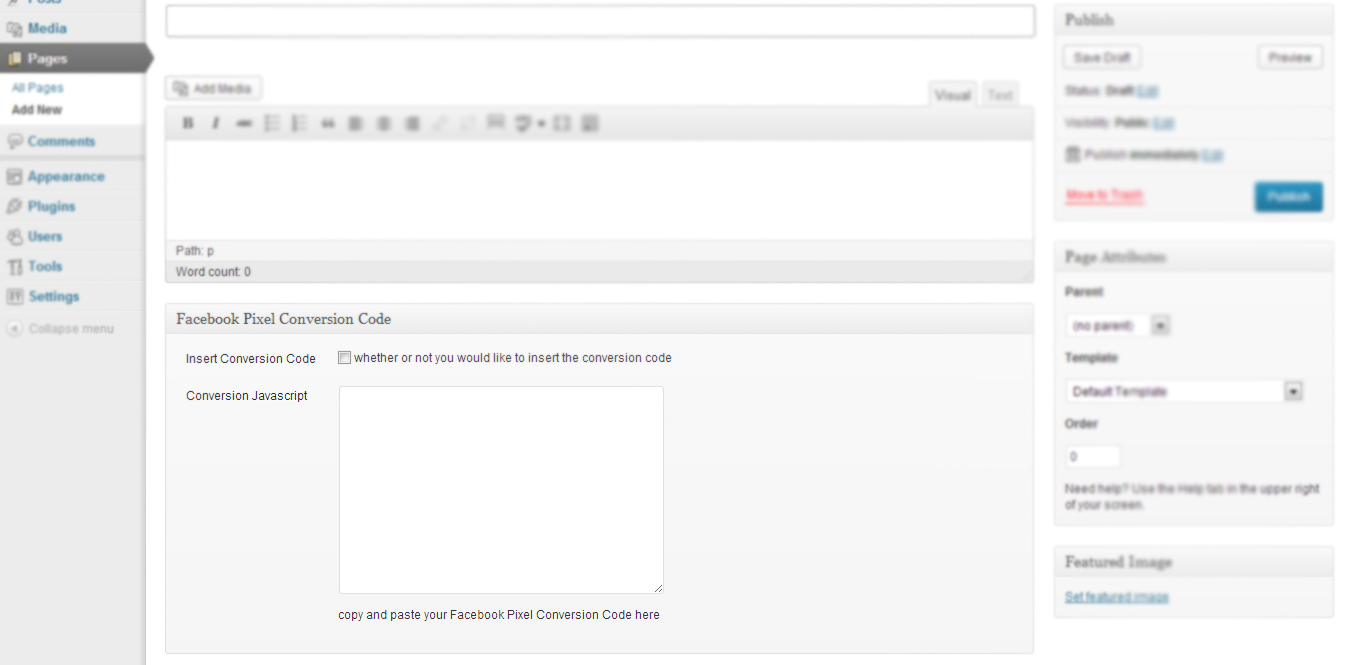 Posts
Media
Pages
All Pages
Add New
Comments
Appearance
Plugins
Users
Tools
Settings
Collapse menu
Add Media
Visual
Text
B I
Path: p
Word count: 0
Facebook Pixel Conversion Code
Insert Conversion Code
whether or not you would like to insert the conversion code
Conversion Javascript
copy and paste your Facebook Pixel Conversion Code here
Publish
Save Draft
Preview
Status: Draft Edit
Visibility: Public Edit
Publish immediately Edit
Move to Trash
Publish
Page Attributes
Parent
(no parent)
Template
Default Template
Order
0
Need help? Use the Help tab in the upper right
of your screen.
Featured Image
Set featured image